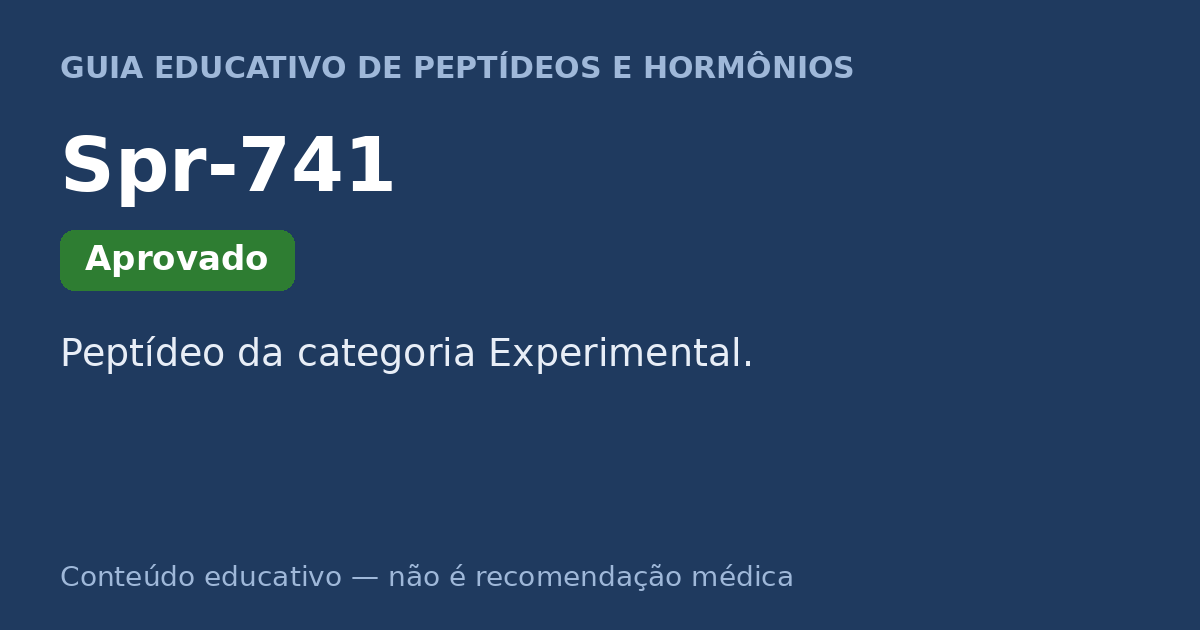 GUIA EDUCATIVO DE PEPTÍDEOS E HORMÔNIOS
Spr-741
Aprovado
Peptídeo da categoria Experimental.
Conteúdo educativo — não é recomendação médica